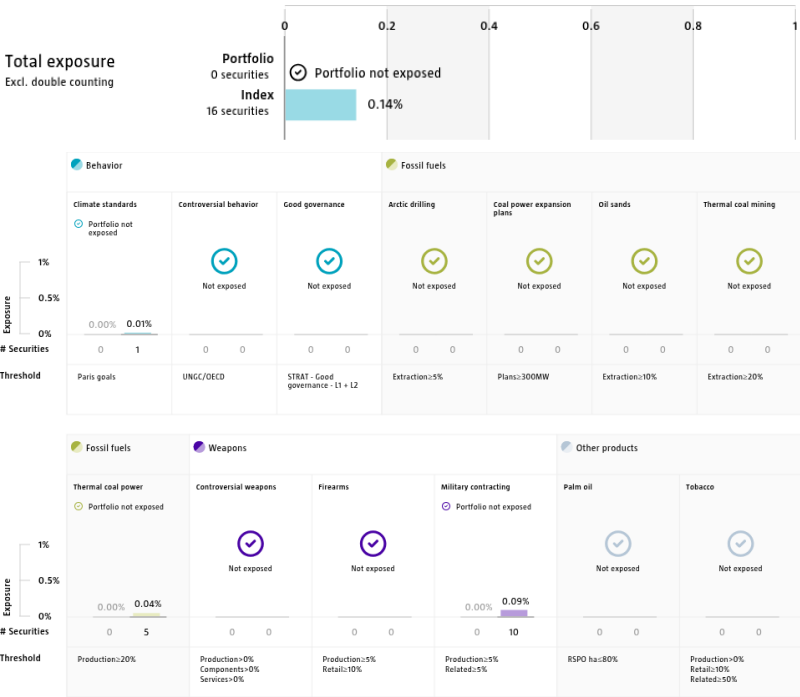 0 0.2 0.4 0.6 0.8 1
Total exposure
Excl. double counting
Portfolio
0 securities
Portfolio not exposed
Index
16 securities
0.14%
Behavior
Fossil fuels
Climate standards
Portfolio not
exposed
Controversial behavior
Good governance
Arctic drilling
Coal power expansion
plans
Oil sands
Thermal coal mining
Not exposed Not exposed Not exposed Not exposed Not exposed Not exposed
Exposure
1%
0.5%
0%
0.00% 0.01%
# Securities 0 1 0 0 0 0 0 0 0 0 0 0 0 0
Threshold
Paris goals
UNGC/OECD
STRAT - Good
governance - L1 + L2
Extraction≥5%
Plans≥300MW
Extraction≥10%
Extraction≥20%
Fossil fuels
Weapons
Other products
Thermal coal power
Portfolio not exposed
Controversial weapons
Firearms
Military contracting
Portfolio not exposed
Palm oil
Tobacco
Not exposed Not exposed Not exposed Not exposed
Exposure
1%
0.5%
0%
0.00% 0.04%
0.00% 0.09%
# Securities 0 5 0 0 0 0 0 10 0 0 0 0
Threshold
Production≥20%
Production>0%
Components>0%
Services>0%
Production≥5%
Retail≥10%
Production≥5%
Related≥5%
RSPO ha≤80%
Production>0%
Retail≥10%
Related≥50%